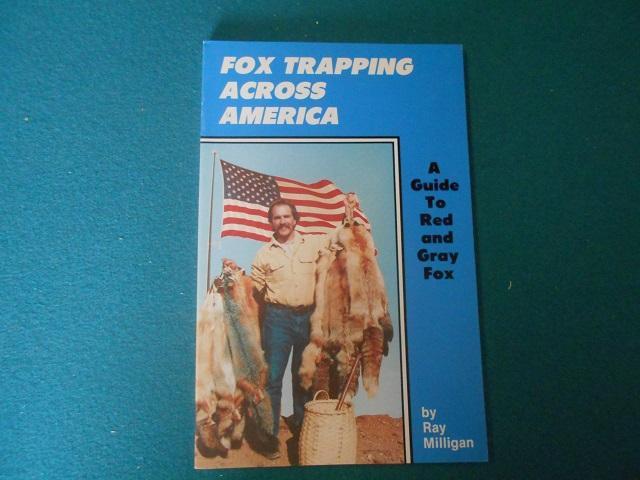 FOX TRAPPING
ACROSS
AMERICA
A
Guide
To
Red
and
Gray
Fox
by
Ray
Milligan